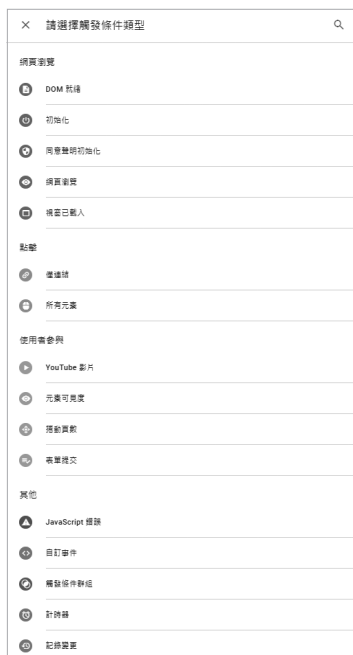 請選擇觸發條件類型
網頁瀏覽
DOM 就緒
初始化
同意聲明初始化
網頁瀏覽
視窗已載入
點擊
僅連結
所有元素
使用者參與
YouTube 影片
元素可見度
捲動頁數
表單提交
其他
JavaScript 錯誤
自訂事件
觸發條件群組
計時器
記錄變更